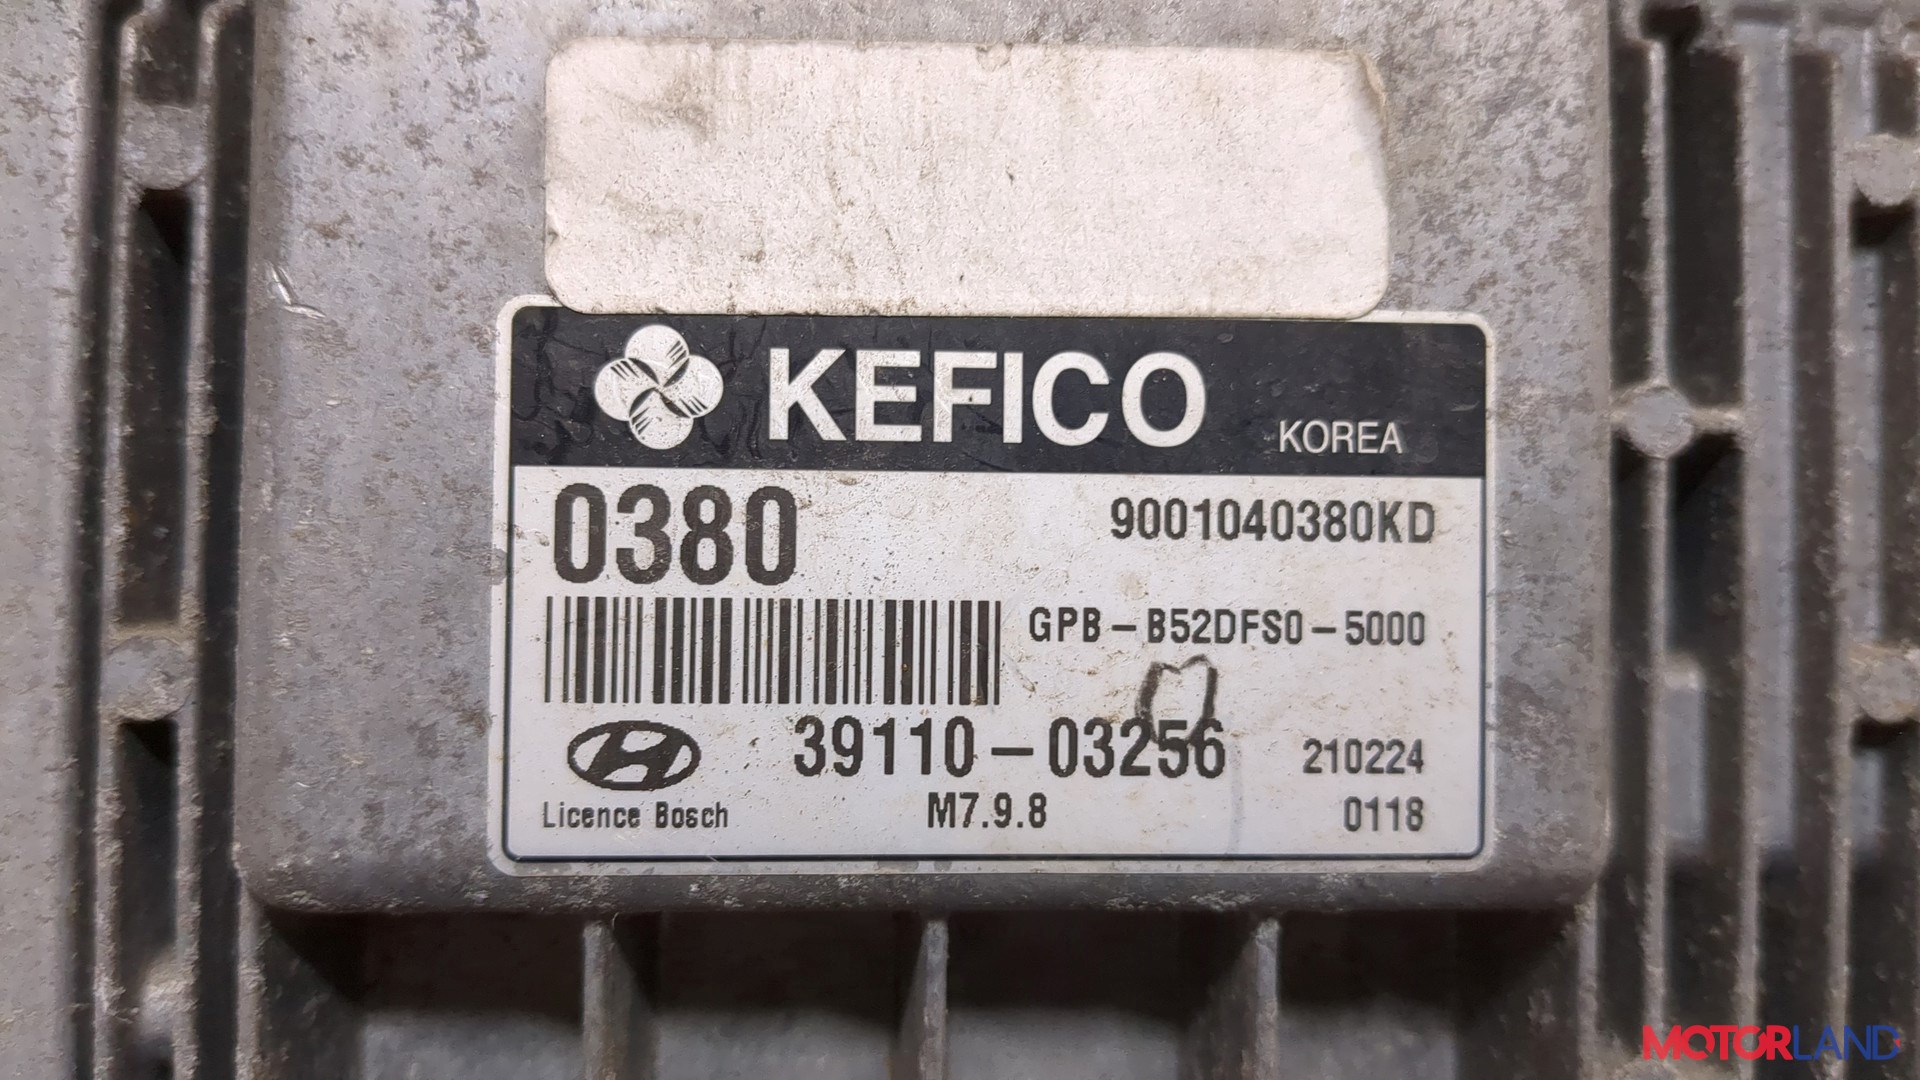 KEFICO KOREA
0380 9001040380KD
GPB-B52DFS0-5000
39110-03256 210224
Licence Bosch M7.9.8 0118
MOTORLAND